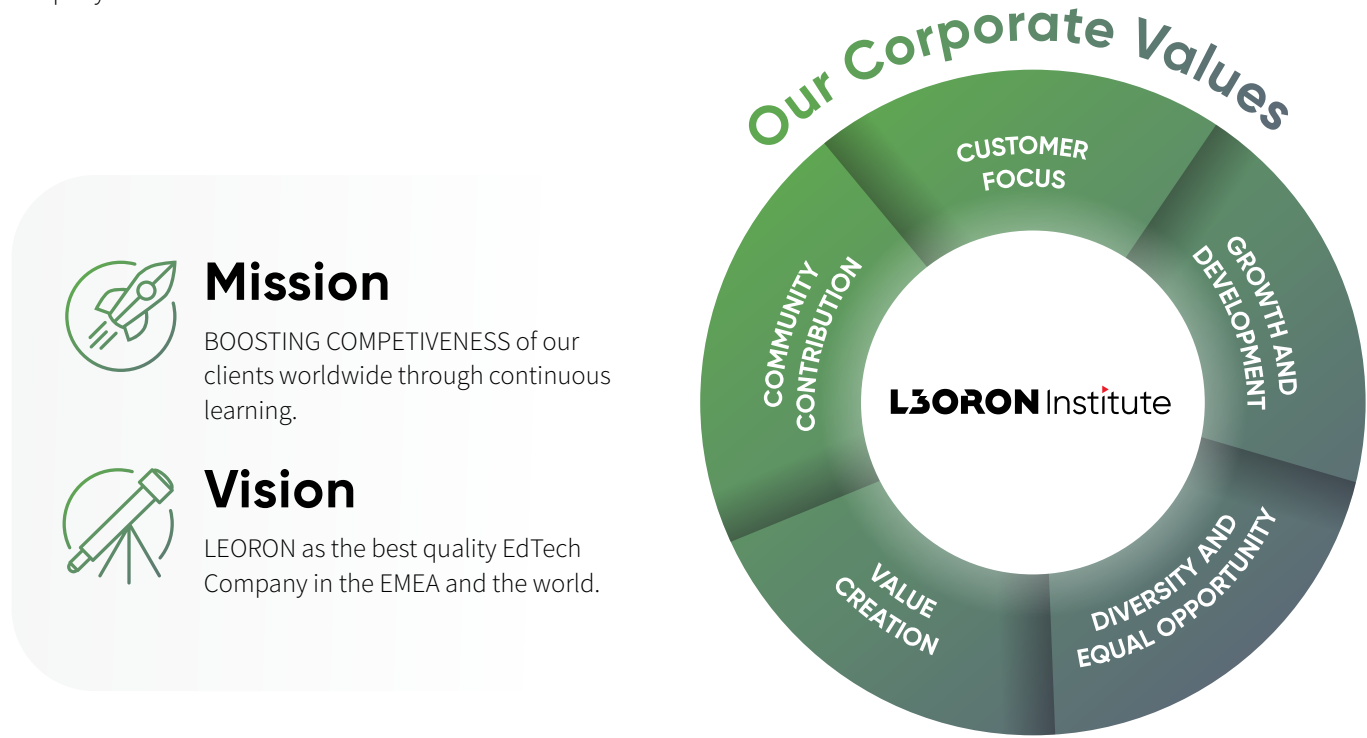 Mission
BOOSTING COMPETIVENESS of our
clients worldwide through continuous
learning.
Vision
LEORON as the best quality EdTech
Company in the EMEA and the world.
Our Corporate Values
CUSTOMER
FOCUS
GROWTH AND
DEVELOPMENT
DIVERSITY AND
EQUAL OPPORTUNITY
VALUE
CREATION
COMMUNITY
CONTRIBUTION
L3ORON Institute